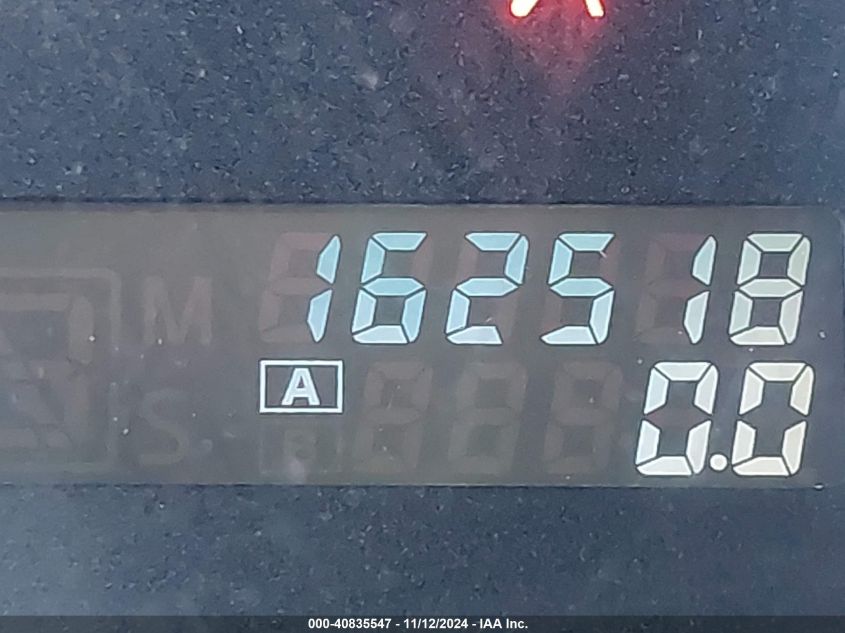 162518
A 0.0
000-40835547 - 11/12/2024 - IAA Inc.